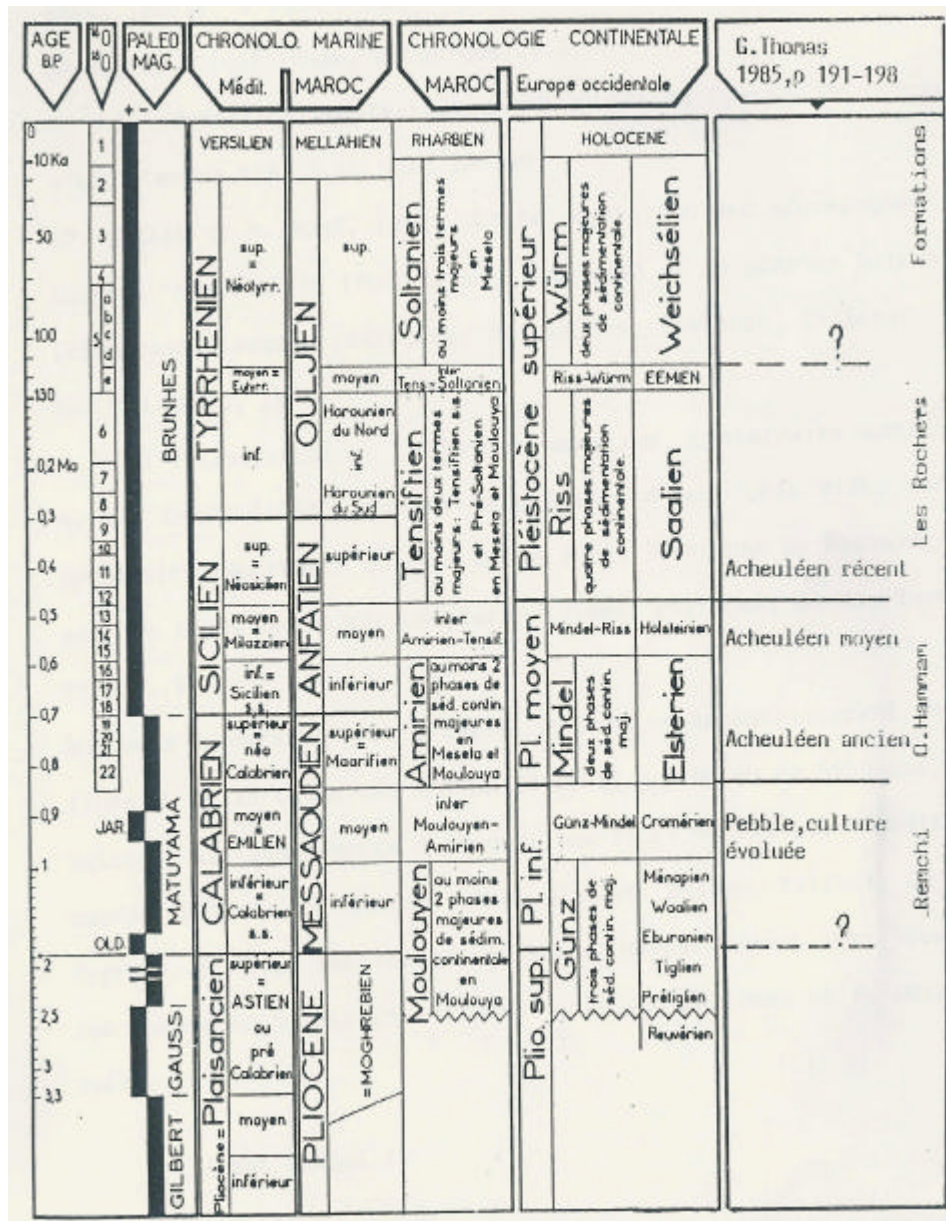 AGE
B.P
PALEO
MAG.
CHRONOLO. MARINE
Médit.
MAROC
CHRONOLOGIE CONTINENTALE
MAROC
Europe occidentale
G.Thomas
1985,p 191-198
+ -
0
10 Ka
50
100
130
0,2 Ma
0,3
0,4
0,5
0,6
0,7
0,8
0,9
1
2
2,5
3
3,3
1
2
3
4
5
a
b
c
d
e
6
7
8
9
10
11
12
13
14
15
16
17
18
19
20
21
22
JAR.
OLD.
BRUNHES
MATUYAMA
GAUSS
GILBERT
VERSILIEN
TYRRHENIEN
sup.
=
Néotyrr.
moyen =
Eutyrr.
inf.
SICILIEN
sup.
=
Néosicilien
moyen
=
Milazzien
inf. =
Sicilien
s.s.
CALABRIEN
supérieur
=
néo
Calabrien
moyen
=
EMILIEN
inférieur
=
Calabrien
s.s.
Pliocène = Plaisancien
supérieur
= ASTIEN
ou
pré
Calabrien
moyen
inférieur
MELLAHIEN
OULJIEN
sup.
moyen
Harounien
du Nord
inf.
Harounien
du Sud
ANFATIEN
supérieur
moyen
inférieur
MESSAOUDIEN
supérieur
=
Maarifien
moyen
inférieur
PLIOCENE
= MOGHREBIEN
RHARBIEN
Soltanien
ou moins trois termes
majeurs
en
Meseta
Inter
Tens - Soltanien
Tensiftien
ou moins deux termes
majeurs : Tensiftien s.s.
et Pré-Soltanien
en Meseta et Moulouya
inter
Amirien-Tensif.
Amirien
au moins 2
phases de
séd. contin.
majeures
en
Meseta et
Moulouya
inter
Moulouyen-
Amirien
Moulouyen
au moins
2 phases
majeures
de sédim.
continentale
en
Moulouya
HOLOCENE
Pléistocène supérieur
Würm
deux phases majeures
de sédimentation
continentale.
Weichsélien
Riss-Würm
EEMIEN
Riss
quatre phases majeures
de sédimentation
continentale.
Saalien
Pl. moyen
Mindel-Riss
Holsteinien
Mindel
deux phases
de séd. contin.
maj.
Elsterien
Pl. inf.
Günz-Mindel
Cromérien
Plio. sup.
Günz
trois phases de
séd. contin. maj.
Ménapien
Waalien
Eburonien
Tiglien
Prétiglien
Reuvérien
Plio inf.
?
Acheuléen récent
Acheuléen moyen
Acheuléen ancien
Pebble,culture
évoluée
?
Formations
Les Rochers
O.Hammam
Remchi